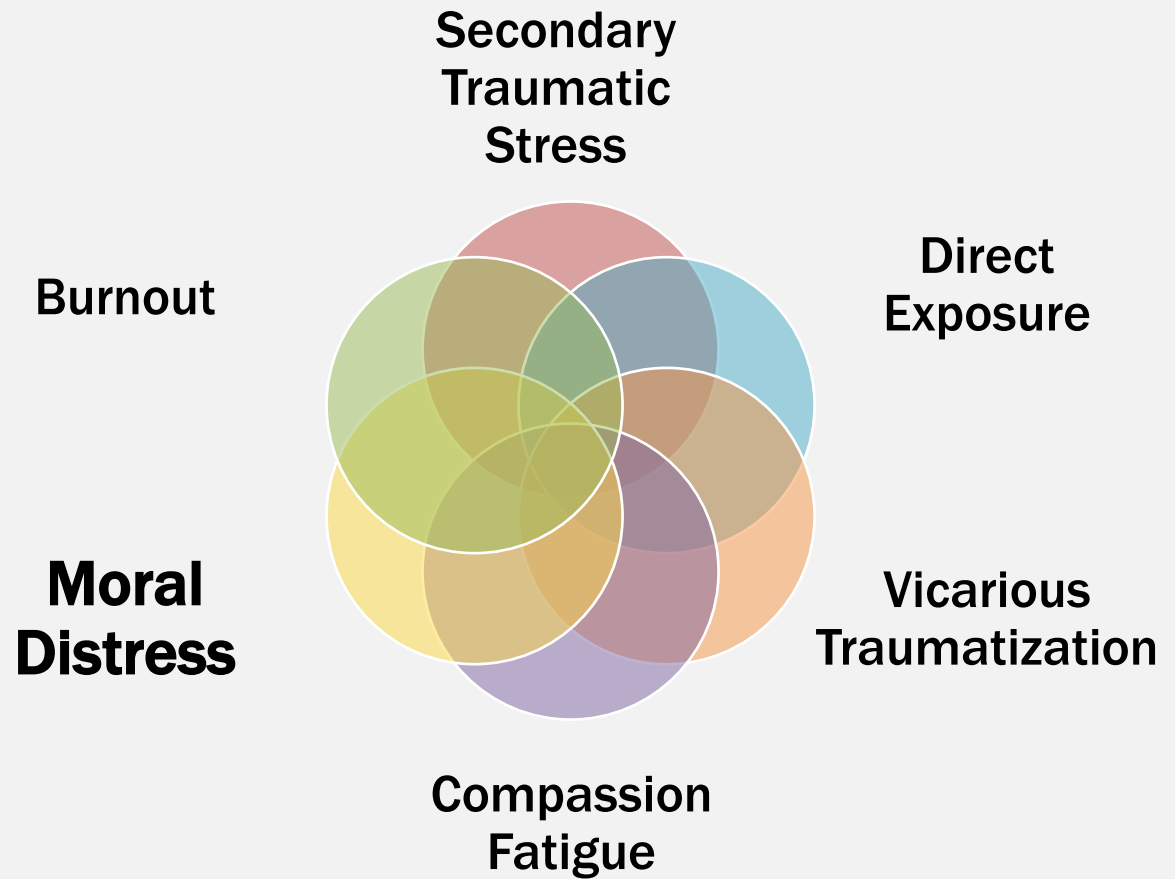 Secondary
Traumatic
Stress
Direct
Exposure
Burnout
Moral
Distress
Vicarious
Traumatization
Compassion
Fatigue